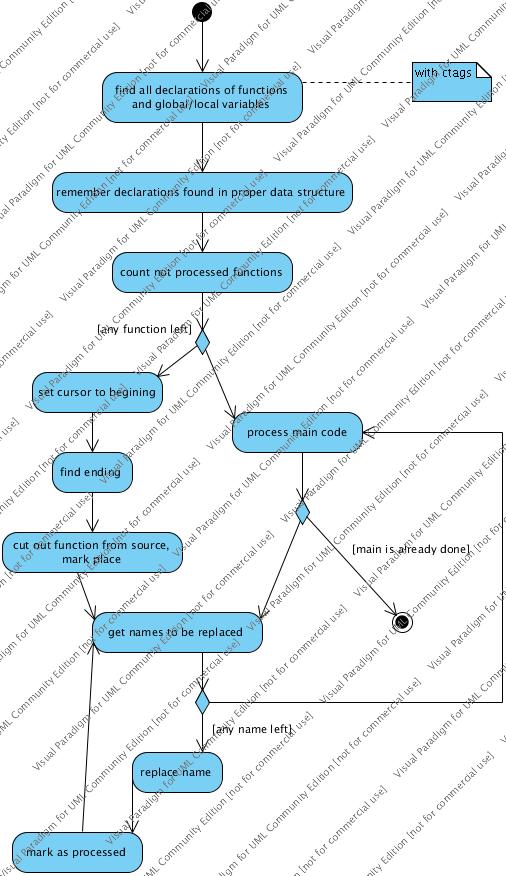 with ctags
find all declarations of functions
and global/local variables
remember declarations found in proper data structure
count not processed functions
[any function left]
set cursor to begining
process main code
find ending
cut out function from source,
mark place
[main is already done]
get names to be replaced
[any name left]
replace name
mark as processed
Visual Paradigm for UML Community Edition [not for commercial use]